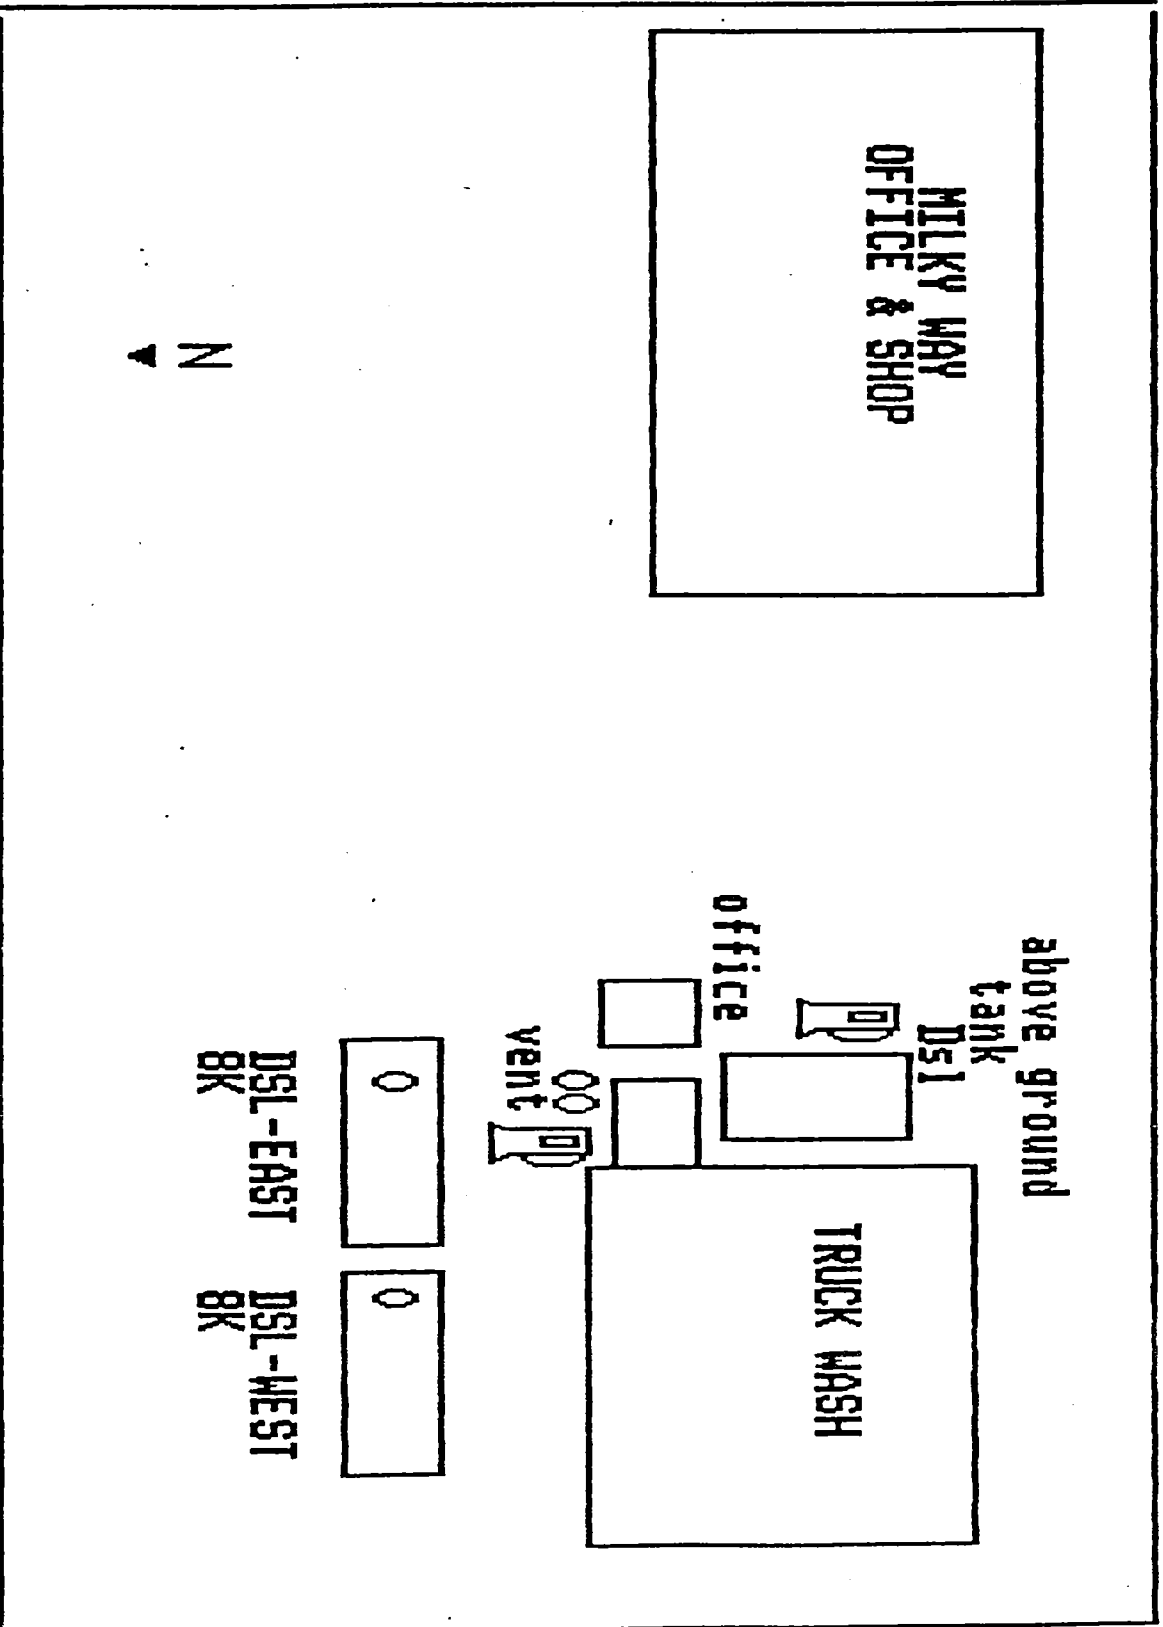 MILKY WAY
OFFICE & SHOP
above ground
tank
Dsl
office
TRUCK WASH
vent
N
DSL-EAST
8K
DSL-WEST
8K